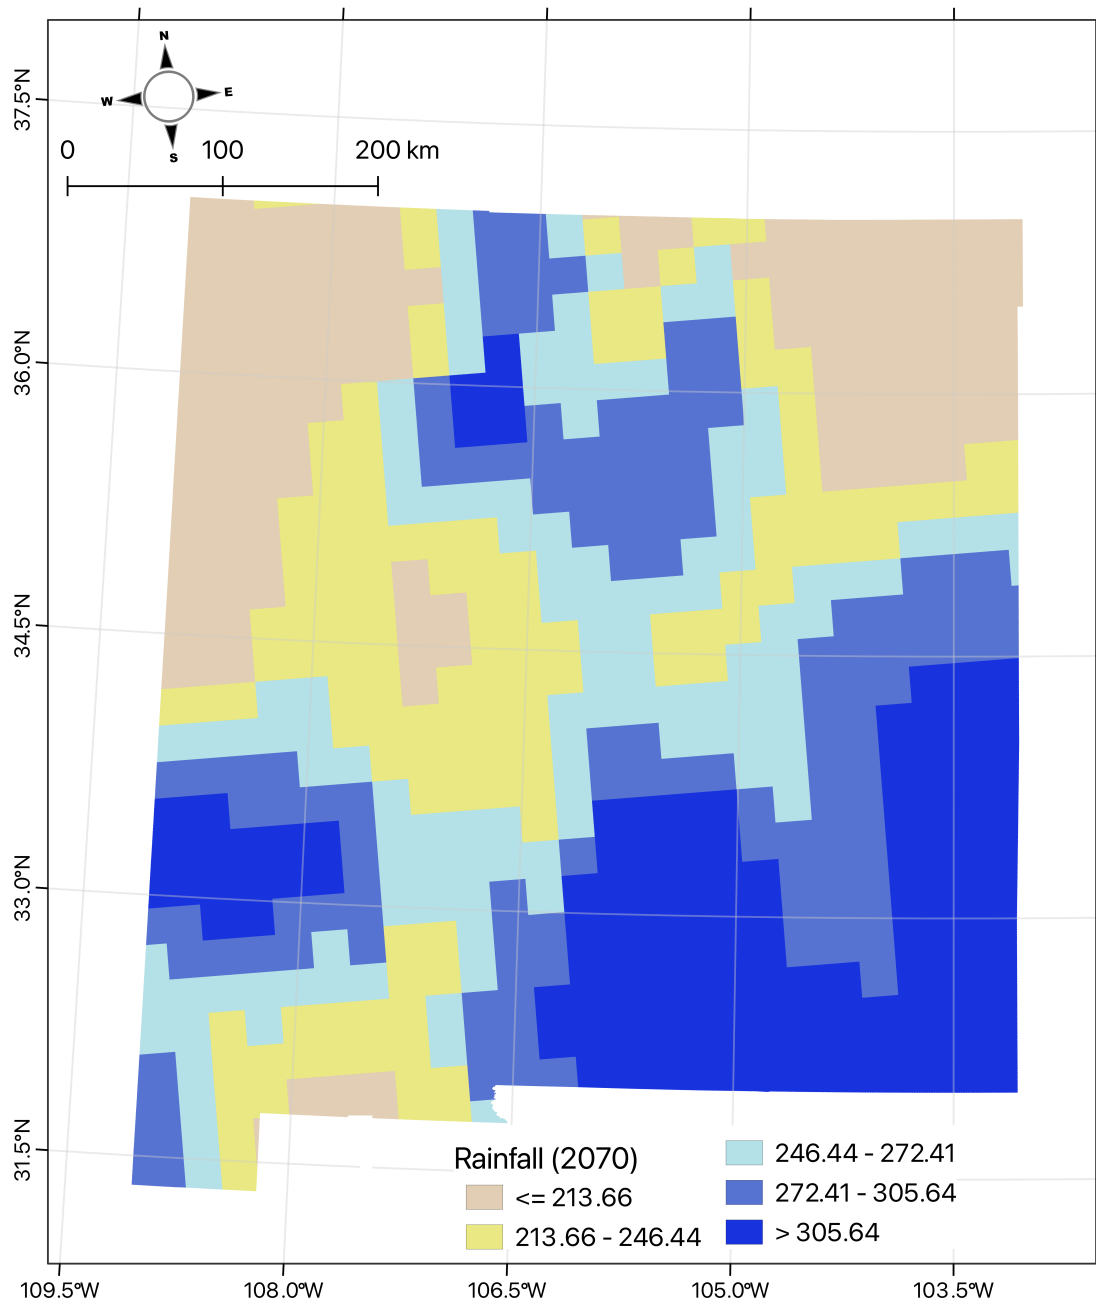 N
W E
S
0 100 200 km
37.5°N
36.0°N
34.5°N
33.0°N
31.5°N
Rainfall (2070)
<= 213.66
213.66 - 246.44
246.44 - 272.41
272.41 - 305.64
> 305.64
109.5°W 108.0°W 106.5°W 105.0°W 103.5°W